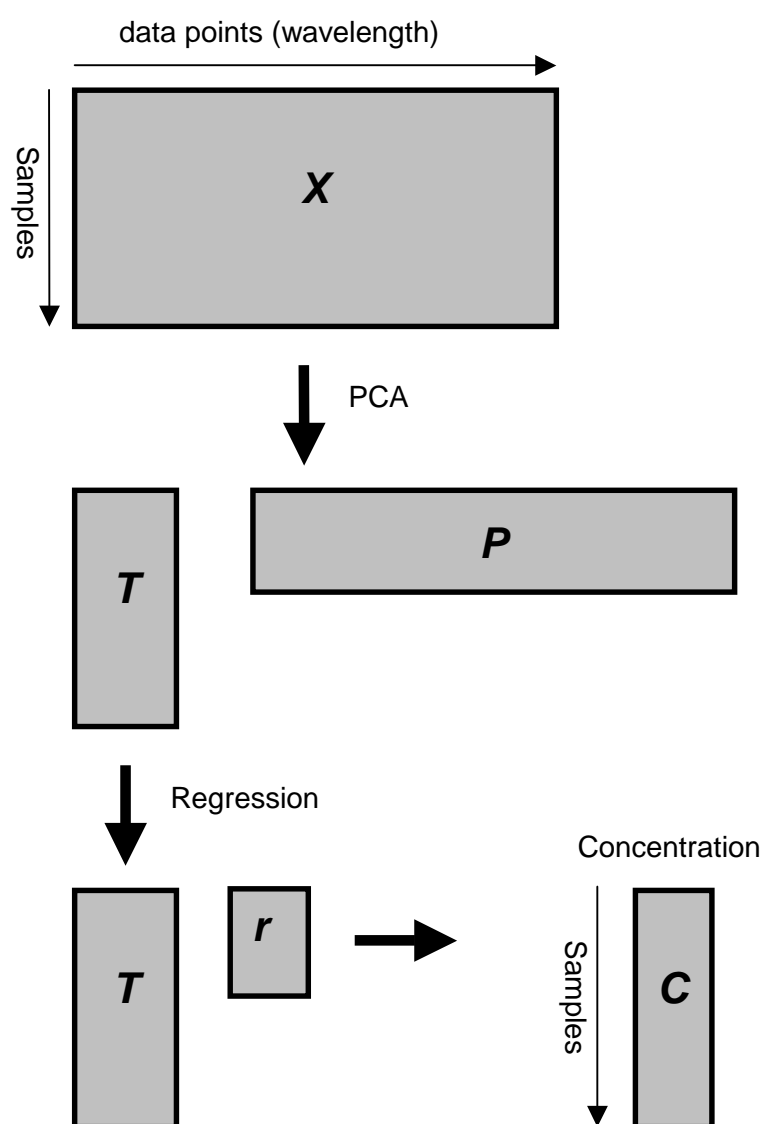 data points (wavelength)
Samples
X
PCA
T
P
Regression
Concentration
T
r
Samples
C